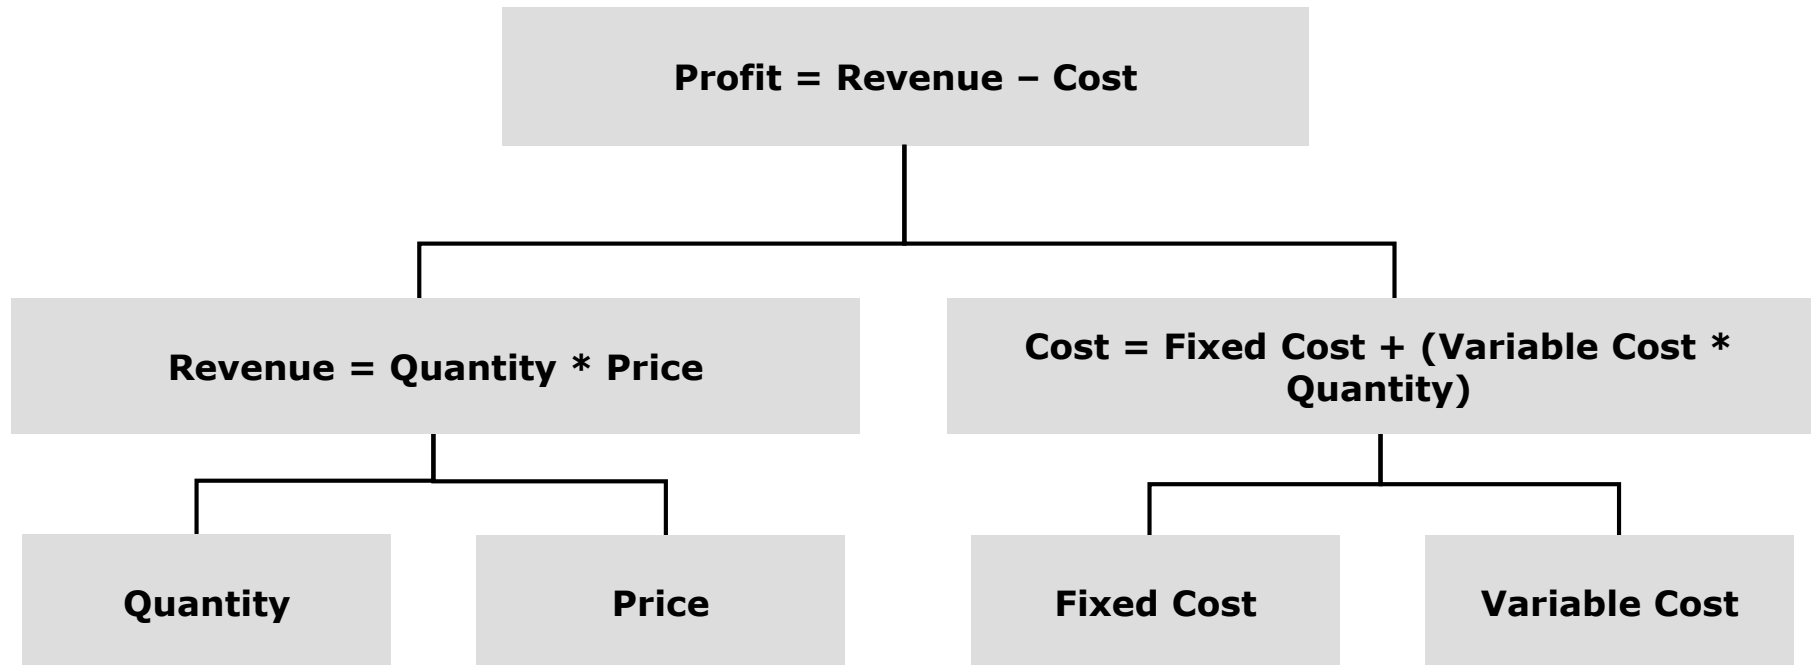 Profit = Revenue – Cost
Revenue = Quantity * Price
Cost = Fixed Cost + (Variable Cost *
Quantity)
Quantity
Price
Fixed Cost
Variable Cost